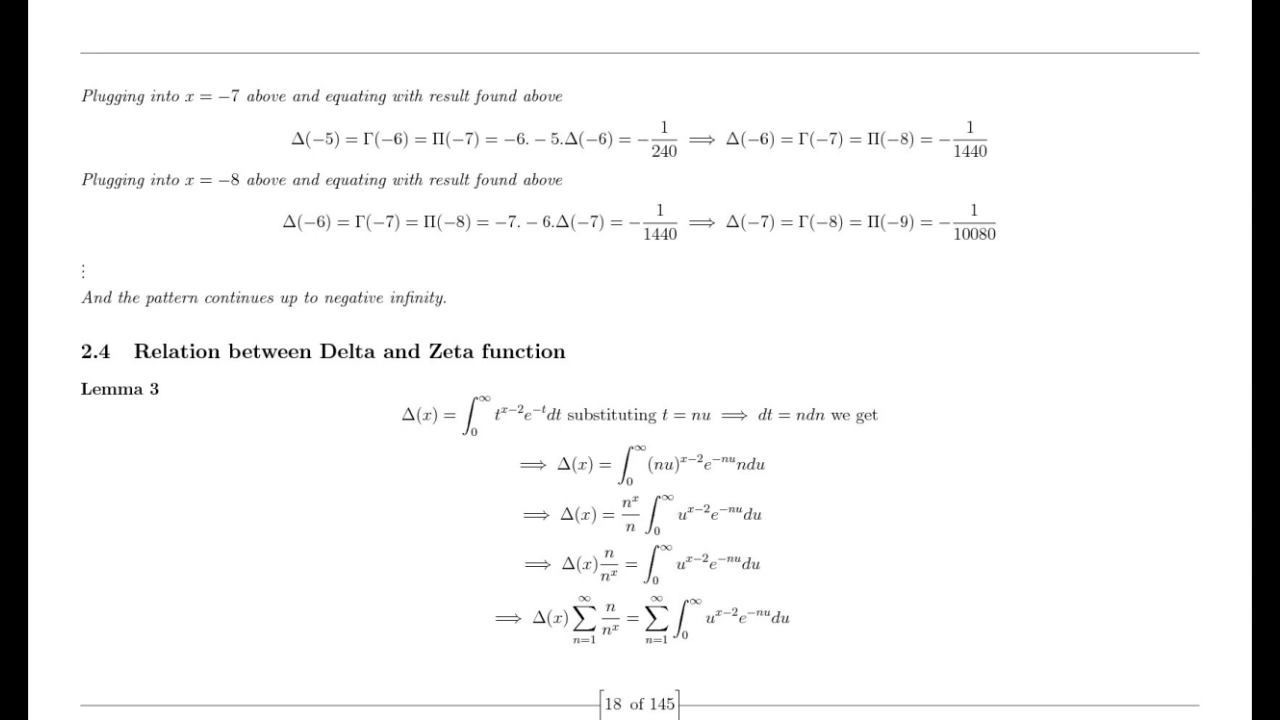 Plugging into x = −7 above and equating with result found above
Δ(−5) = Γ(−6) = Π(−7) = −6. − 5.Δ(−6) = −1/240 ⟹ Δ(−6) = Γ(−7) = Π(−8) = −1/1440
Plugging into x = −8 above and equating with result found above
Δ(−6) = Γ(−7) = Π(−8) = −7. − 6.Δ(−7) = −1/1440 ⟹ Δ(−7) = Γ(−8) = Π(−9) = −1/10080
⋮
And the pattern continues up to negative infinity.
2.4 Relation between Delta and Zeta function
Lemma 3
Δ(x) = ∫₀^∞ t^{x−2}e^{−t}dt substituting t = nu ⟹ dt = ndn we get
⟹ Δ(x) = ∫₀^∞ (nu)^{x−2}e^{−nu}ndu
⟹ Δ(x) = n^x/n ∫₀^∞ u^{x−2}e^{−nu}du
⟹ Δ(x) n/n^x = ∫₀^∞ u^{x−2}e^{−nu}du
⟹ Δ(x) ∑_{n=1}^∞ n/n^x = ∑_{n=1}^∞ ∫₀^∞ u^{x−2}e^{−nu}du
[18 of 145]